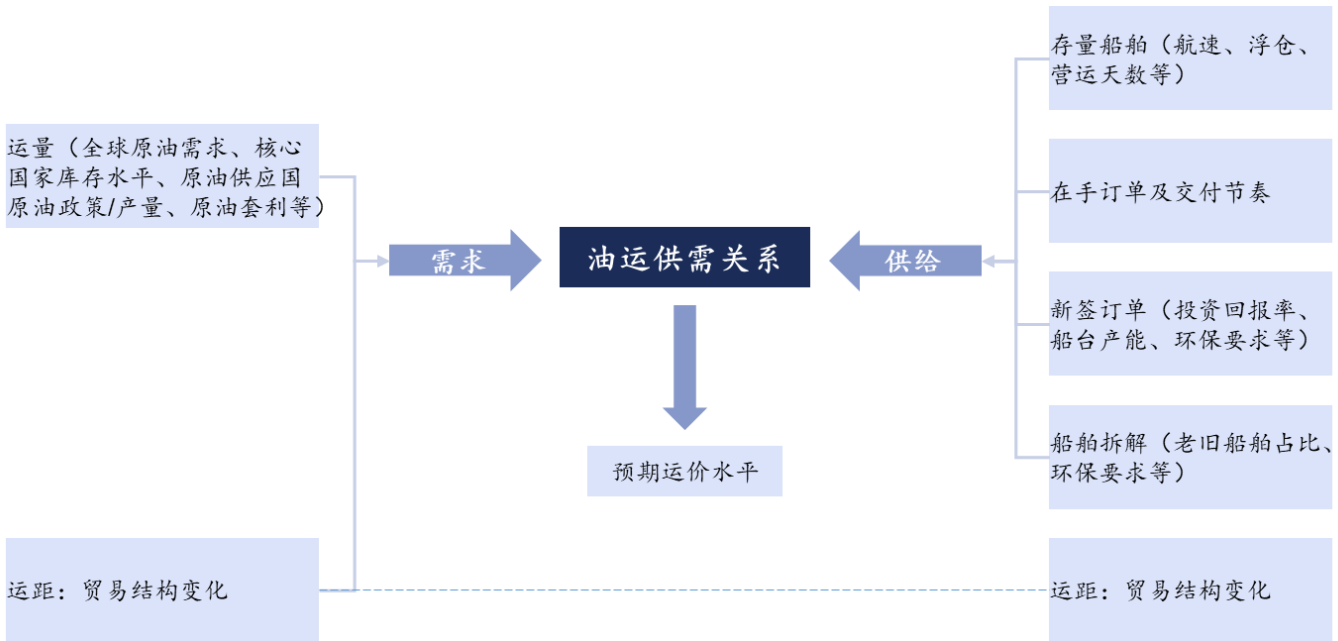 运量（全球原油需求、核心
国家库存水平、原油供应国
原油政策/产量、原油套利等）
运距：贸易结构变化
需求
油运供需关系
预期运价水平
供给
存量船舶（航速、浮仓、
营运天数等）
在手订单及交付节奏
新签订单（投资回报率、
船台产能、环保要求等）
船舶拆解（老旧船舶占比、
环保要求等）
运距：贸易结构变化